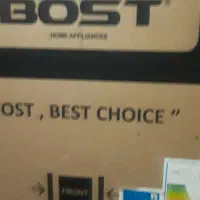 BOST
HOME APPLIANCES
OST , BEST CHOICE ”
FRONT